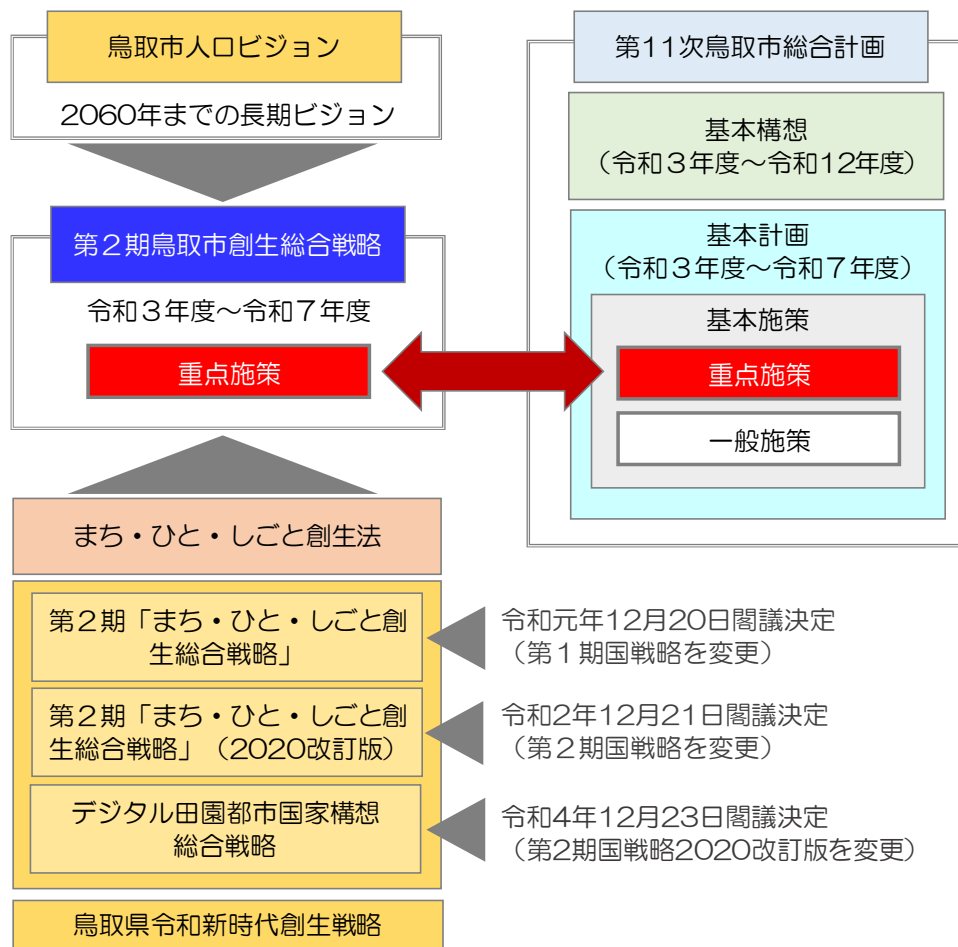 鳥取市人口ビジョン
2060年までの長期ビジョン
第２期鳥取市創生総合戦略
令和３年度～令和７年度
重点施策
第11次鳥取市総合計画
基本構想
（令和３年度～令和12年度）
基本計画
（令和３年度～令和７年度）
基本施策
重点施策
一般施策
まち・ひと・しごと創生法
第２期「まち・ひと・しごと創
生総合戦略」
令和元年12月20日閣議決定
（第１期国戦略を変更）
第２期「まち・ひと・しごと創
生総合戦略」（2020改訂版）
令和2年12月21日閣議決定
（第２期国戦略を変更）
デジタル田園都市国家構想
総合戦略
令和4年12月23日閣議決定
（第2期国戦略2020改訂版を変更）
鳥取県令和新時代創生戦略